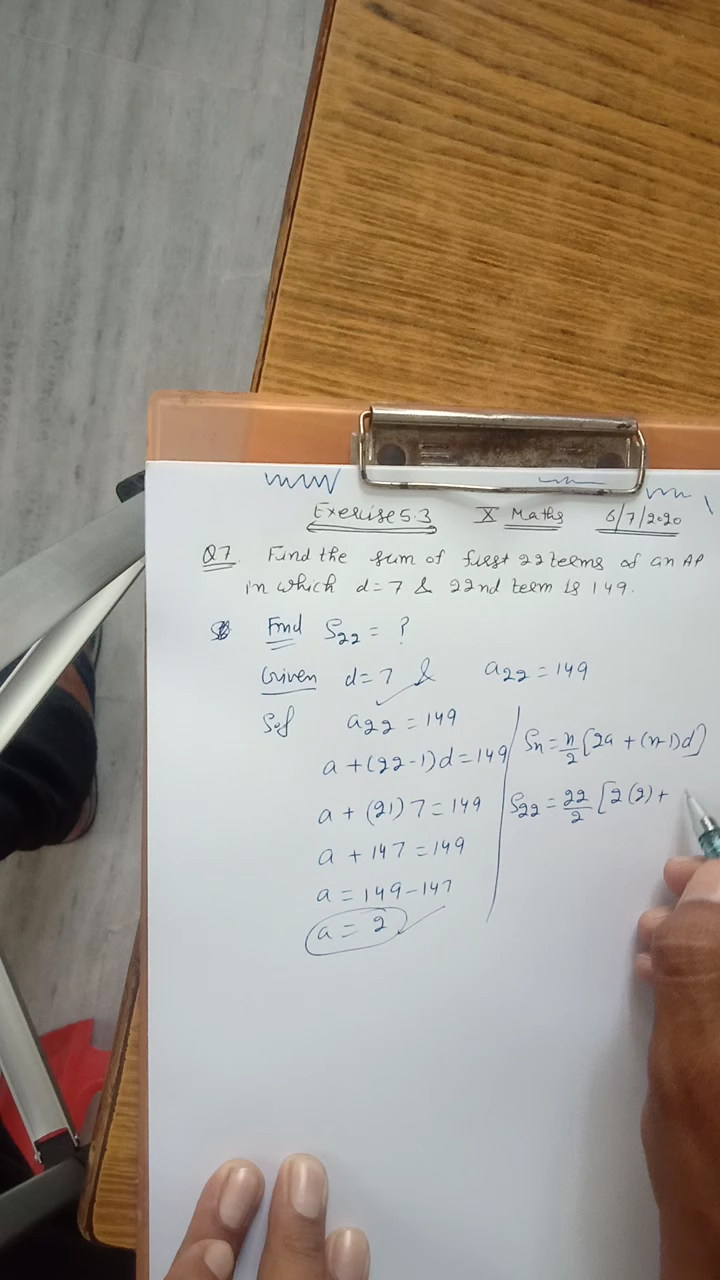 Exercise 5.3 X Maths 6/7/2020
Q7. Find the sum of first 22 terms of an AP
in which d=7 & 22nd term is 149.
Find S22 = ?
Given d=7 & a22 = 149
Sol a22 = 149
a+(22-1)d=149
a + (21) 7 = 149
a + 147 = 149
a = 149-147
a = 2
Sn = n/2 [2a + (n-1)d]
S22 = 22/2 [2(2) +